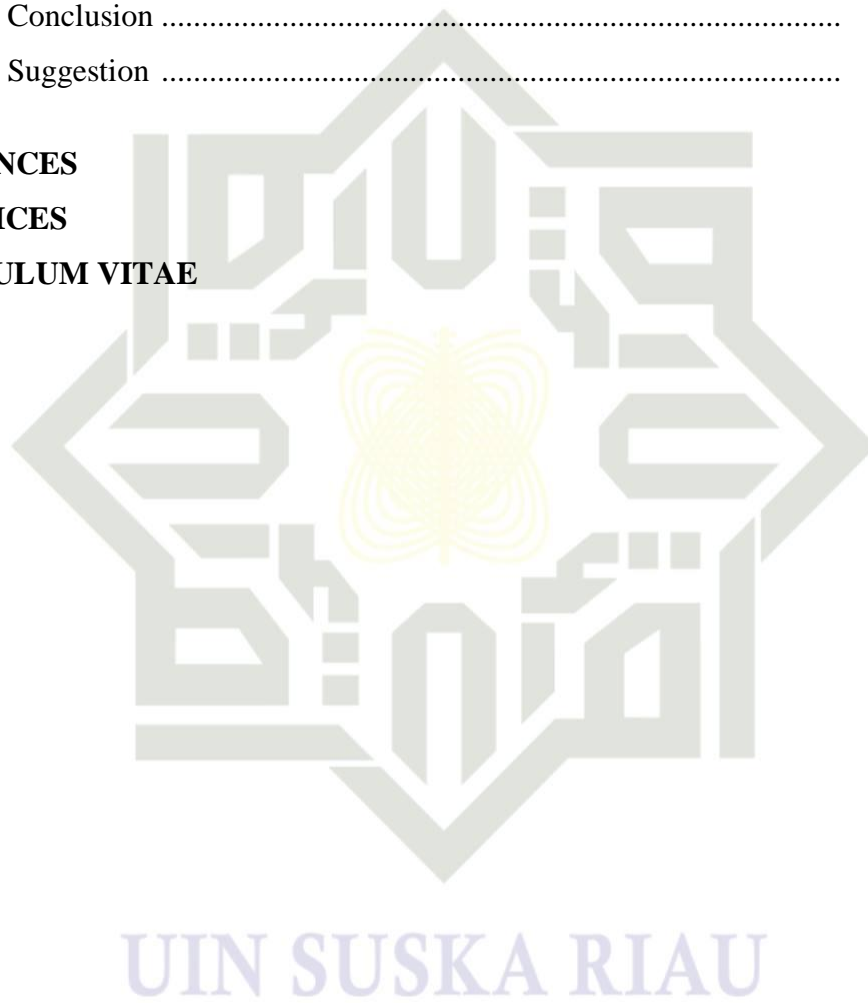 Conclusion .....................................................................................
Suggestion .....................................................................................
NCES
ICES
ULUM VITAE
UIN SUSKA RIAU